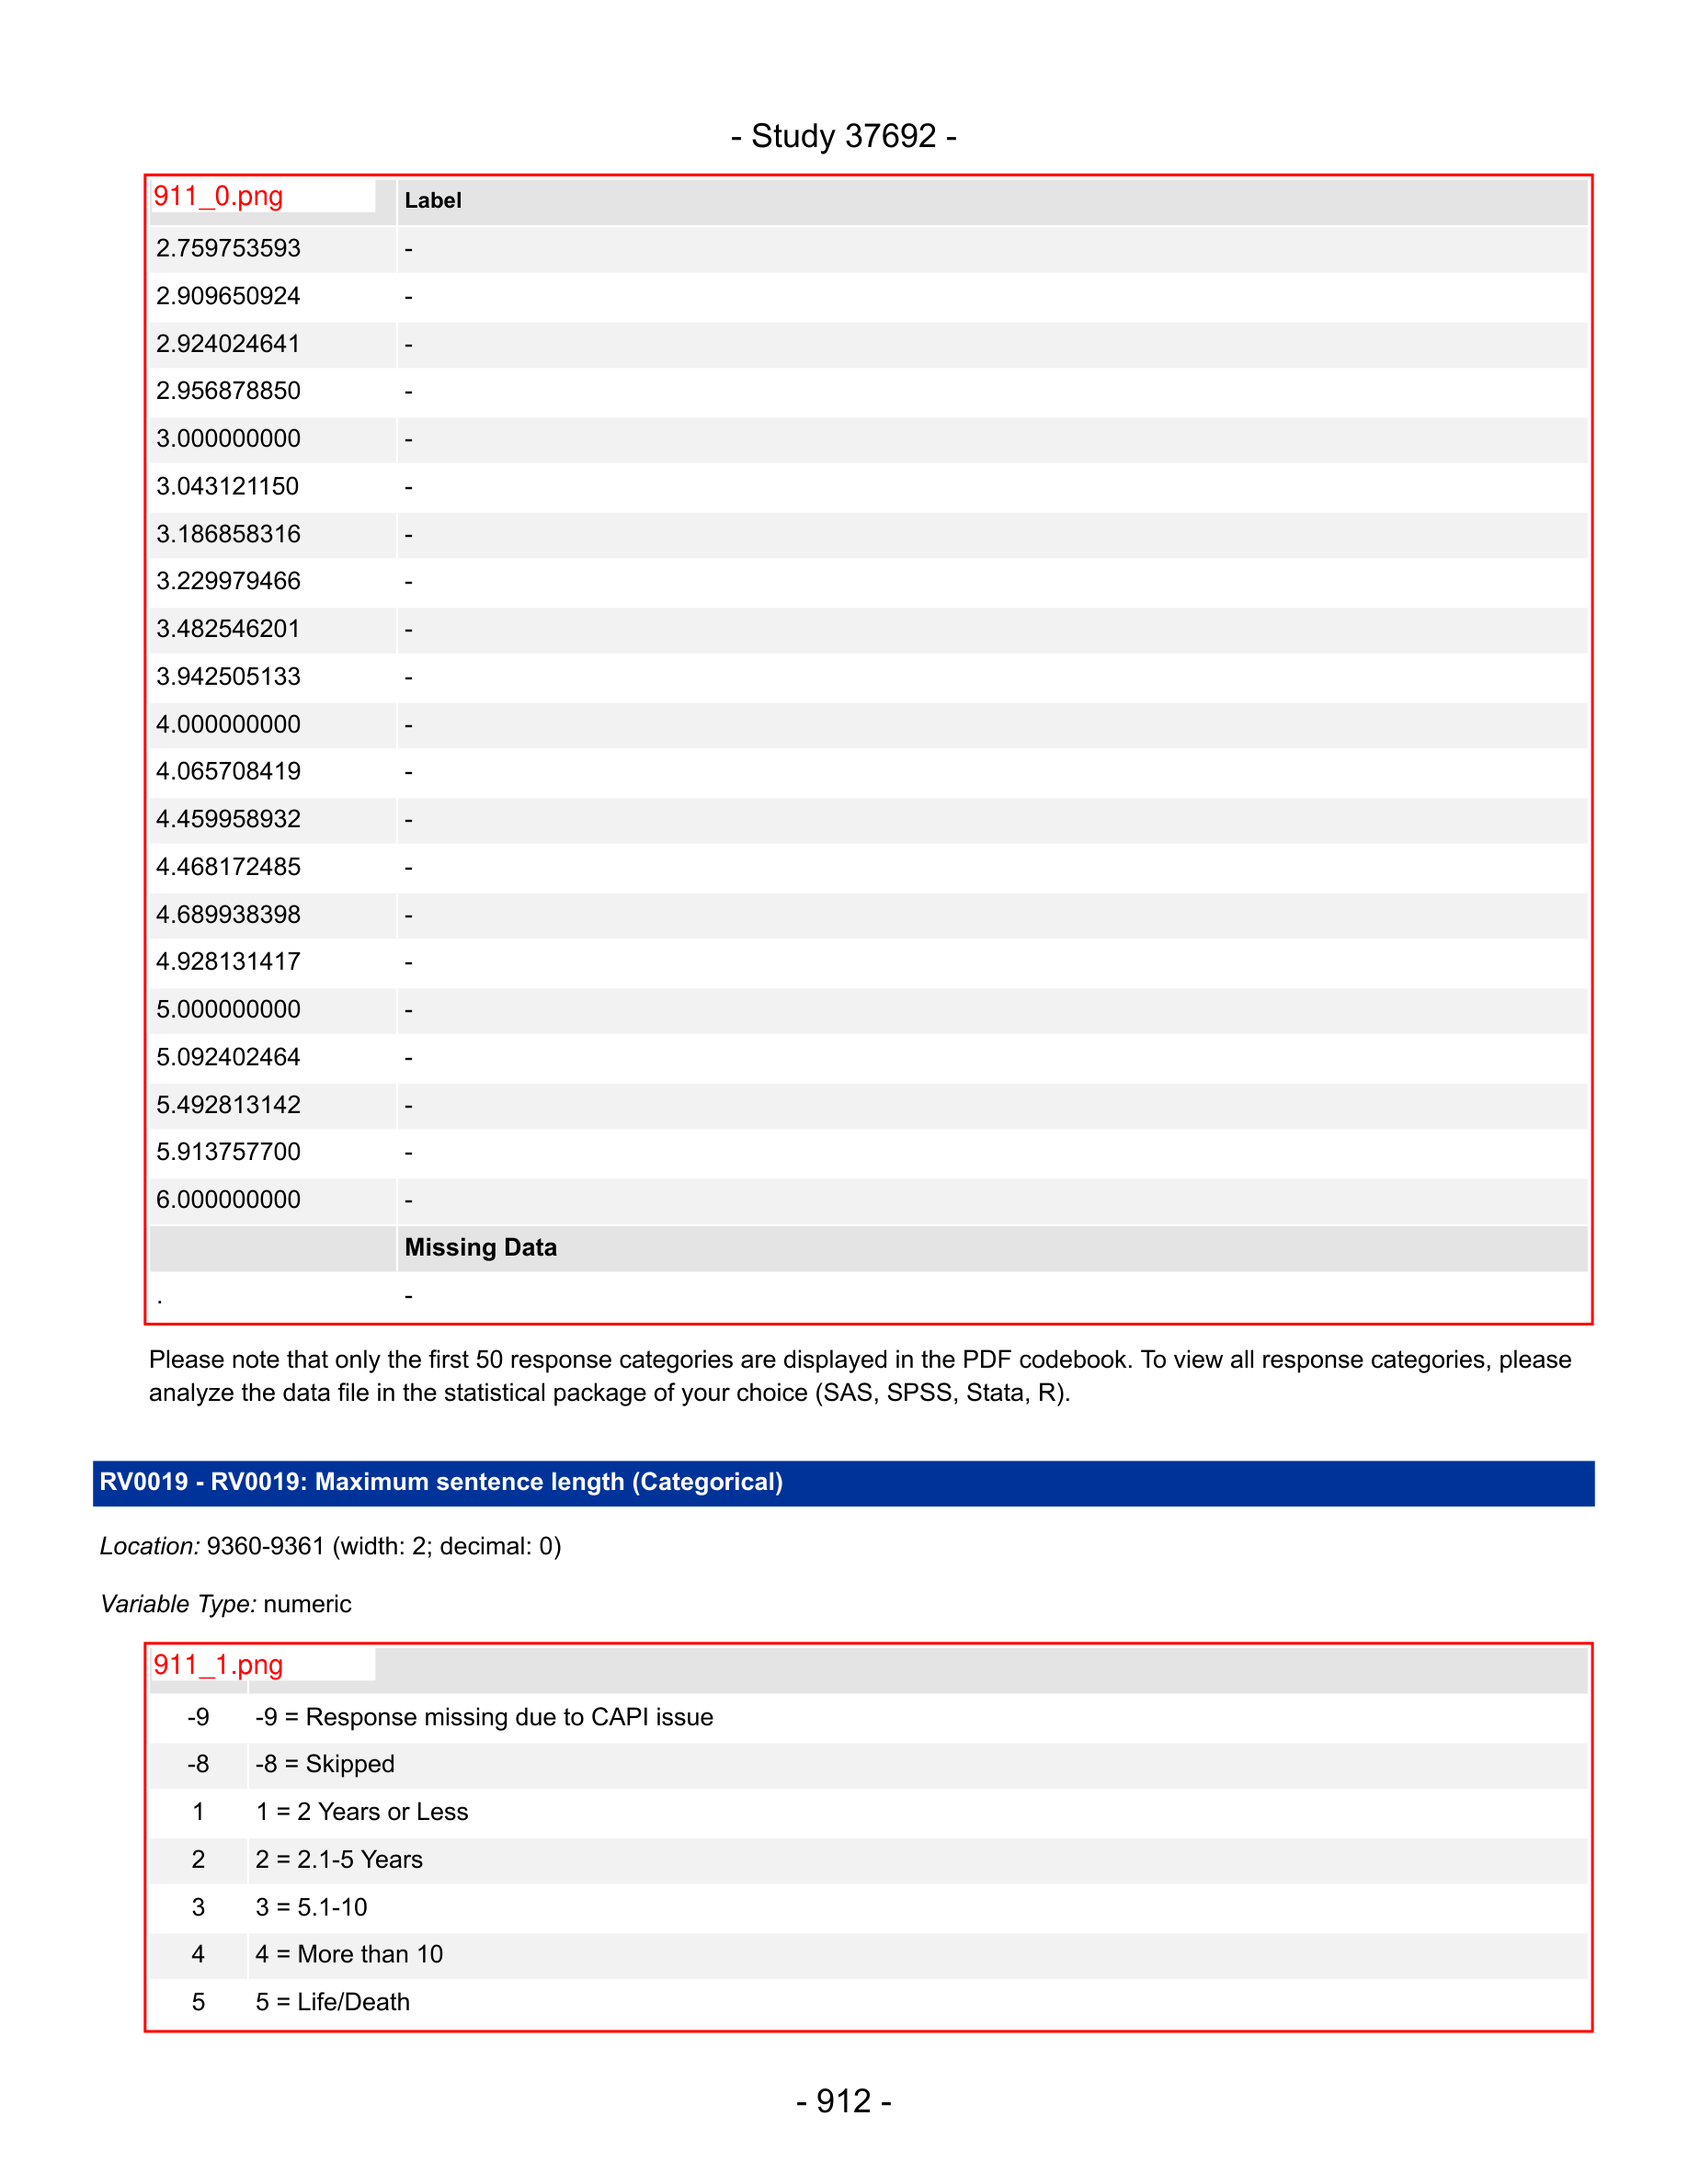 - Study 37692 -
911_0.png Label
2.759753593 -
2.909650924 -
2.924024641 -
2.956878850 -
3.000000000 -
3.043121150 -
3.186858316 -
3.229979466 -
3.482546201 -
3.942505133 -
4.000000000 -
4.065708419 -
4.459958932 -
4.468172485 -
4.689938398 -
4.928131417 -
5.000000000 -
5.092402464 -
5.492813142 -
5.913757700 -
6.000000000 -
Missing Data
. -
Please note that only the first 50 response categories are displayed in the PDF codebook. To view all response categories, please
analyze the data file in the statistical package of your choice (SAS, SPSS, Stata, R).
RV0019 - RV0019: Maximum sentence length (Categorical)
Location: 9360-9361 (width: 2; decimal: 0)
Variable Type: numeric
911_1.png
-9 -9 = Response missing due to CAPI issue
-8 -8 = Skipped
1 1 = 2 Years or Less
2 2 = 2.1-5 Years
3 3 = 5.1-10
4 4 = More than 10
5 5 = Life/Death
- 912 -